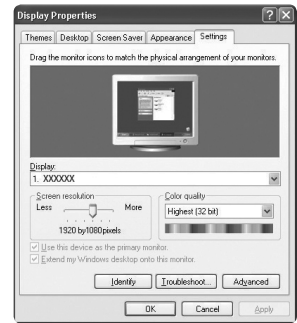 Display Properties
Themes Desktop Screen Saver Appearance Settings
Drag the monitor icons to match the physical arrangement of your monitors.
Display:
1. XXXXXX
Screen resolution
Less More
1920 by1080pixels
Color quality
Highest (32 bit)
Use this device as the primary monitor.
Extend my Windows desktop onto this monitor.
Identify Troubleshoot... Advanced
OK Cancel Apply